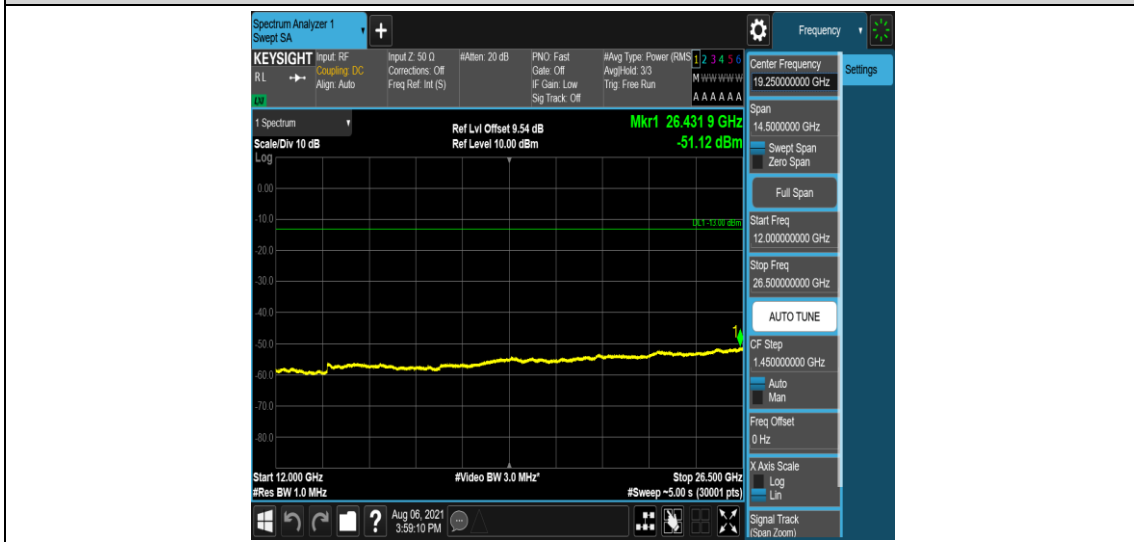 Spectrum Analyzer 1
Swept SA
+
Frequency
KEYSIGHT
RL
LXI
Input: RF
Coupling: DC
Align: Auto
Input Z: 50 Ω
Corrections: Off
Freq Ref: Int (S)
#Atten: 20 dB
PNO: Fast
Gate: Off
IF Gain: Low
Sig Track: Off
#Avg Type: Power (RMS
Avg|Hold: 3/3
Trig: Free Run
1 2 3 4 5 6
M W W W W W
A A A A A A
1 Spectrum
Scale/Div 10 dB
Log
Ref Lvl Offset 9.54 dB
Ref Level 10.00 dBm
Mkr1 26.431 9 GHz
-51.12 dBm
0.00
-10.0
DL1 -13.00 dBm
-20.0
-30.0
-40.0
1
-50.0
-60.0
-70.0
-80.0
Start 12.000 GHz
#Res BW 1.0 MHz
#Video BW 3.0 MHz*
Stop 26.500 GHz
#Sweep ~5.00 s (30001 pts)
?
Aug 06, 2021
3:59:10 PM
Center Frequency
19.250000000 GHz
Settings
Span
14.5000000 GHz
Swept Span
Zero Span
Full Span
Start Freq
12.000000000 GHz
Stop Freq
26.500000000 GHz
AUTO TUNE
CF Step
1.450000000 GHz
Auto
Man
Freq Offset
0 Hz
X Axis Scale
Log
Lin
Signal Track
(Span Zoom)